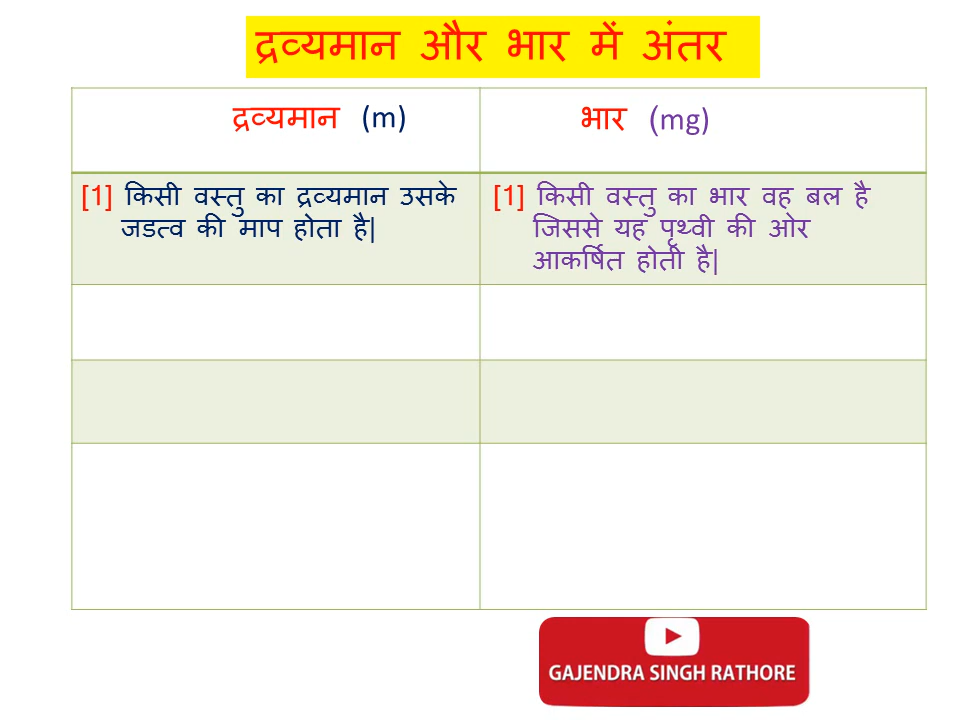 द्रव्यमान और भार में अंतर
द्रव्यमान (m)
भार (mg)
[1] किसी वस्तु का द्रव्यमान उसके
जडत्व की माप होता है|
[1] किसी वस्तु का भार वह बल है
जिससे यह पृथ्वी की ओर
आकर्षित होती है|
GAJENDRA SINGH RATHORE